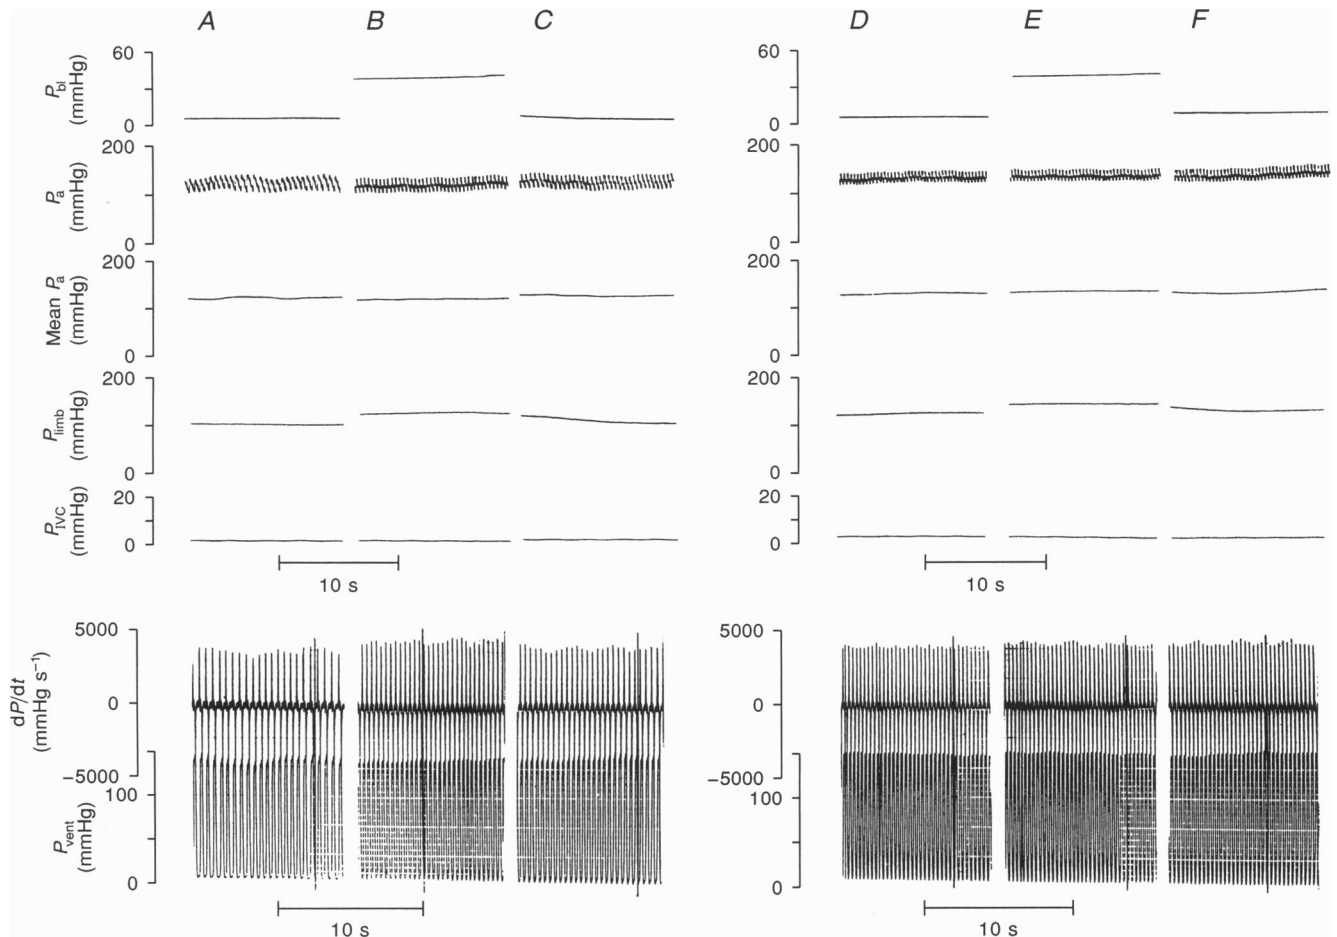 A B C D E F
60
P_bl (mmHg)
0
200
P_a (mmHg)
0
200
Mean P_a (mmHg)
0
200
P_limb (mmHg)
0
20
P_IVC (mmHg)
0
10 s
5000
0
dP/dt (mmHg s⁻¹)
−5000
100
P_vent (mmHg)
0
10 s
60
0
200
0
200
0
200
0
20
0
10 s
5000
0
−5000
100
0
10 s